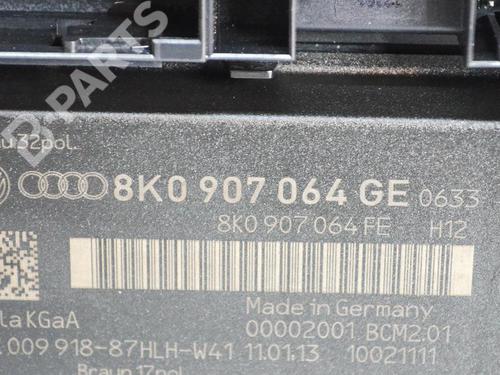 B-PARTS
u 32pol.
8K0 907 064 GE 0633
8K0 907 064 FE H12
Made in Germany
la KGaA
00002001 BCM2.01
009 918-87HLH-W41 11.01.13 10021111
Braun 17pol